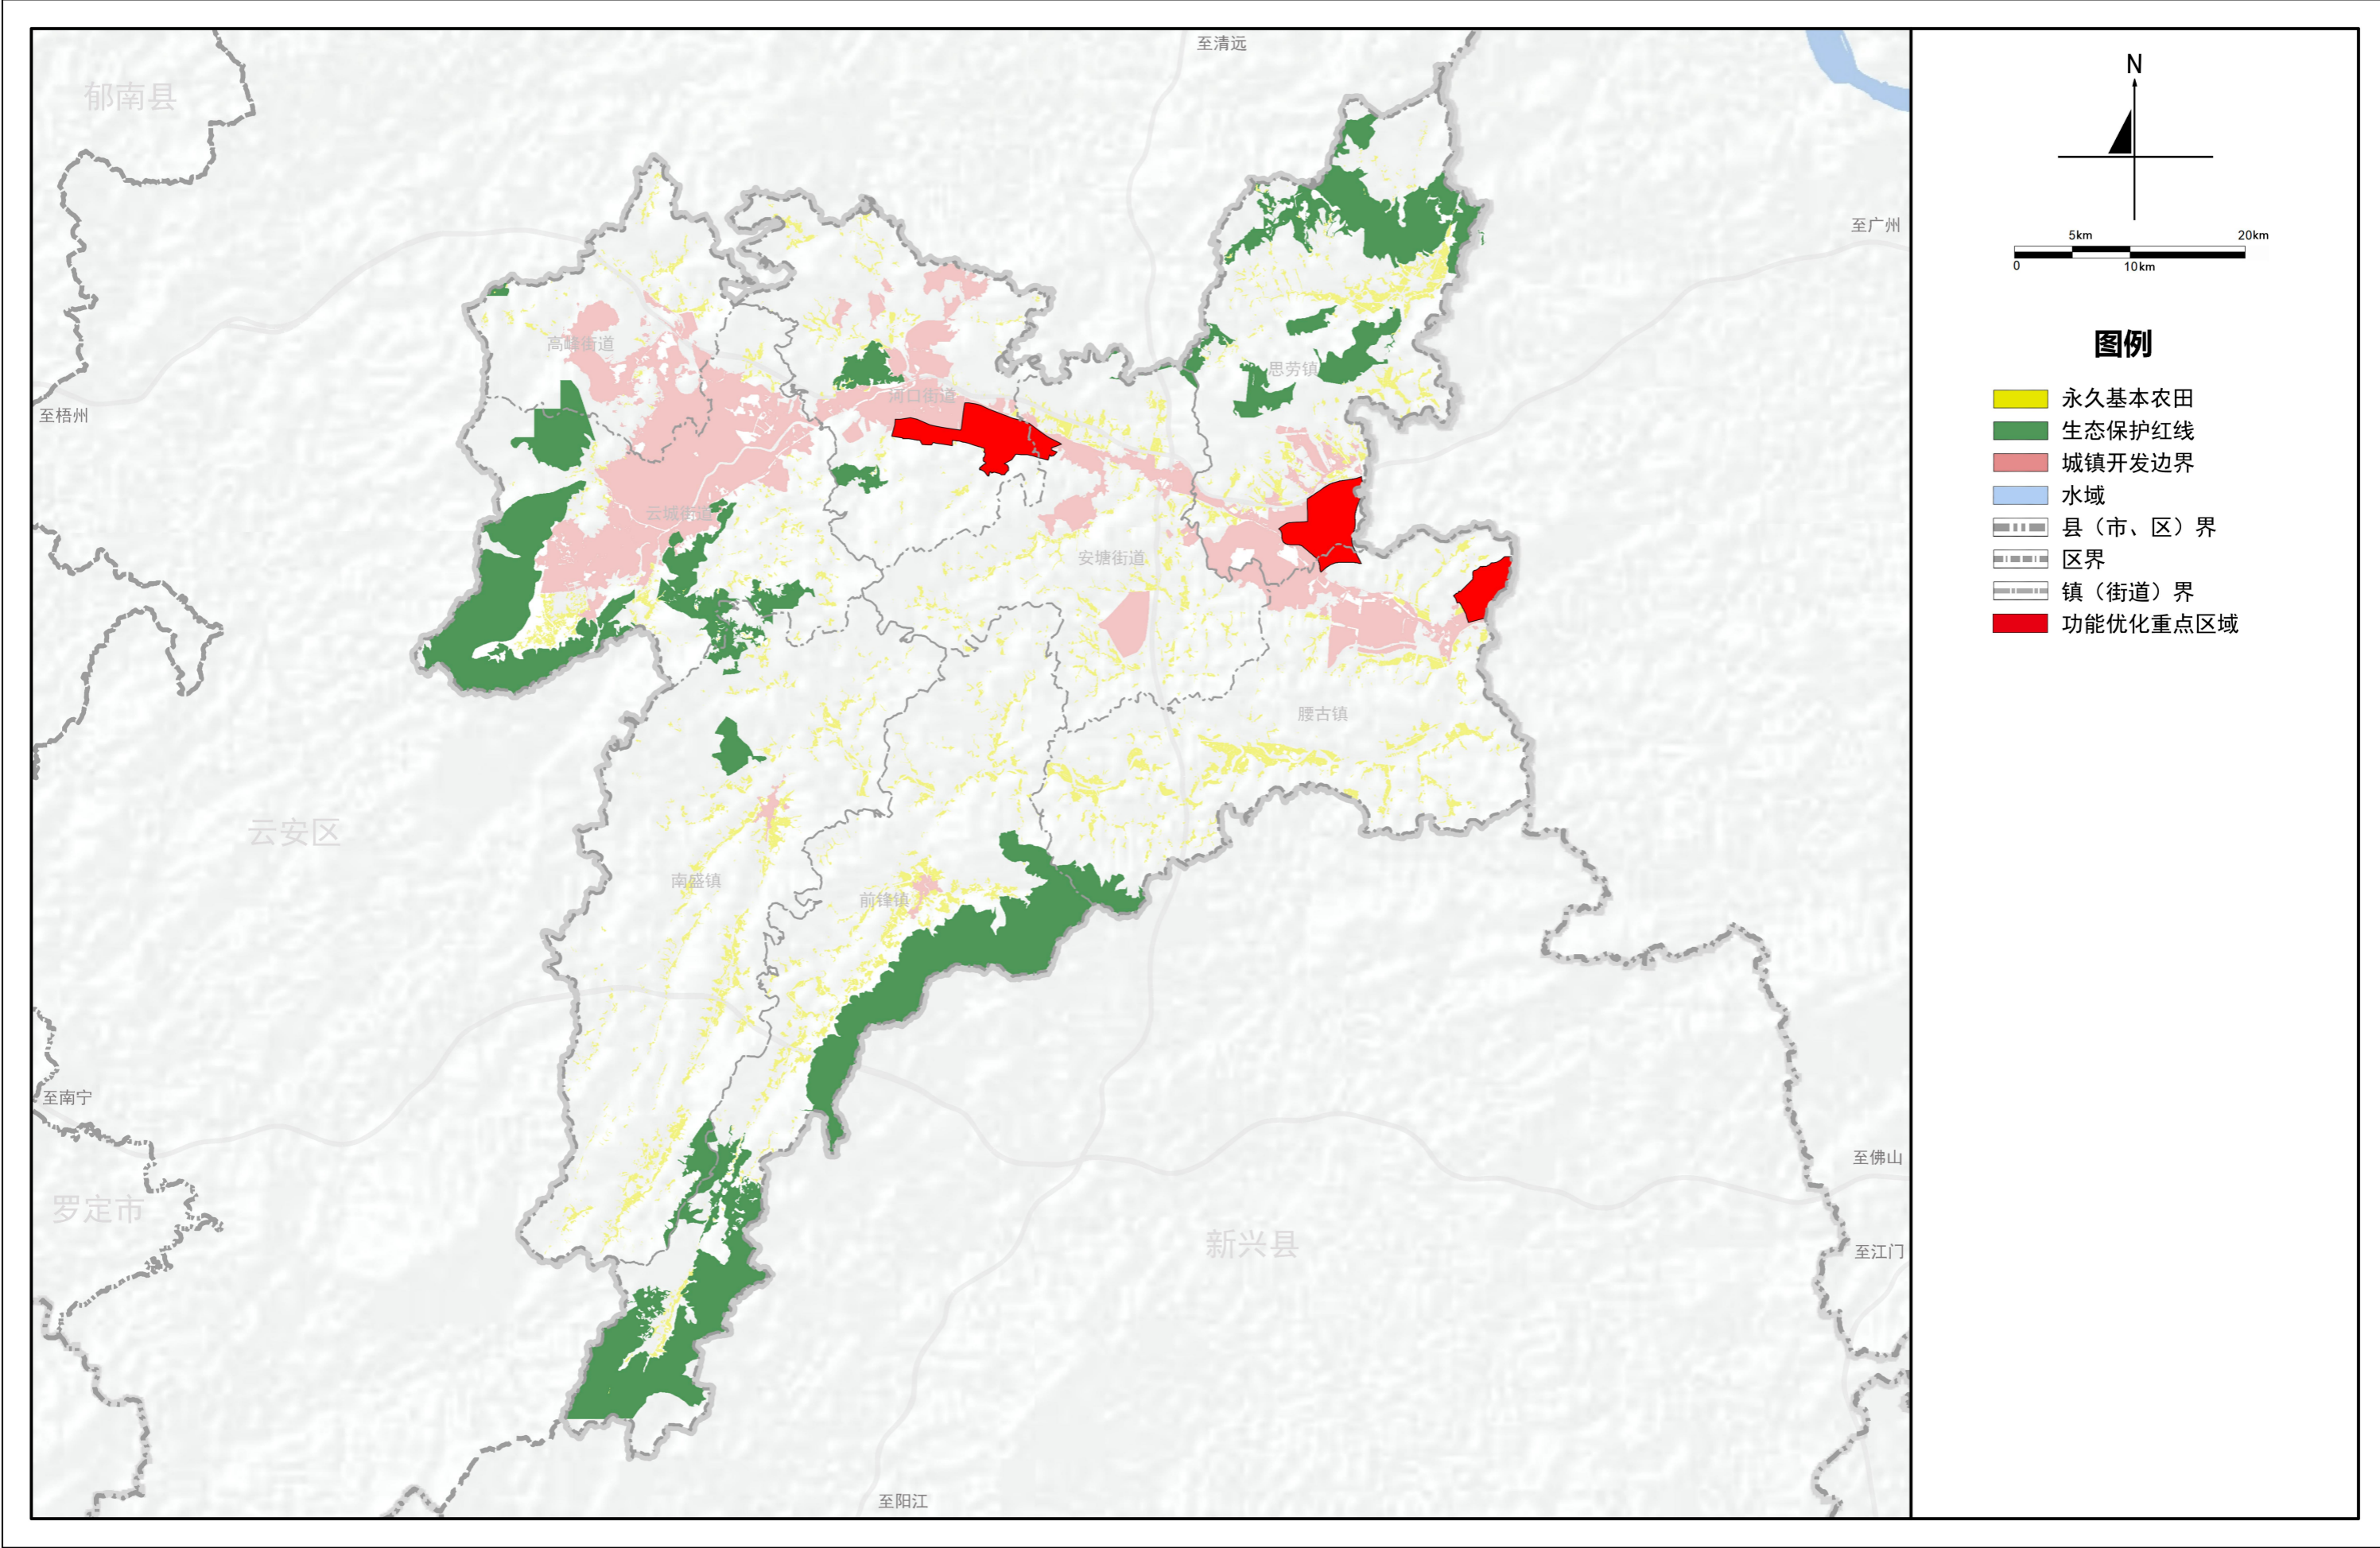 至清远
N
郁南县
至广州
5km
20km
0
10km
高峰街道
图例
思劳镇
河口街道
永久基本农田
至梧州
生态保护红线
城镇开发边界
水域
云城街道
县（市、区）界
安塘街道
区界
镇（街道）界
功能优化重点区域
腰古镇
云安区
南盛镇
前锋镇
至南宁
至佛山
罗定市
新兴县
至江门
至阳江